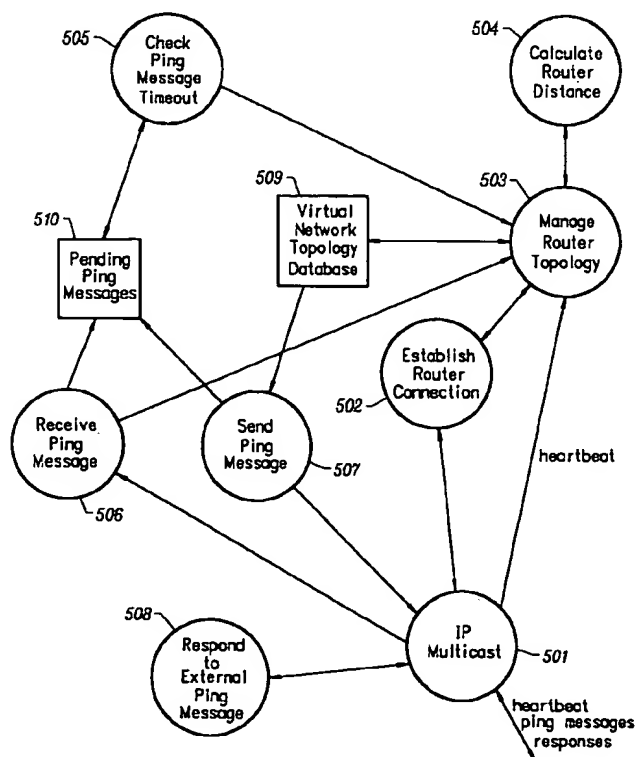 505
Check
Ping
Message
Timeout
504
Calculate
Router
Distance
503
Manage
Router
Topology
509
Virtual
Network
Topology
Database
510
Pending
Ping
Messages
Establish
Router
Connection
502
Receive
Ping
Message
506
Send
Ping
Message
507
heartbeat
508
Respond
to
External
Ping
Message
IP
Multicast
501
heartbeat
ping messages
responses